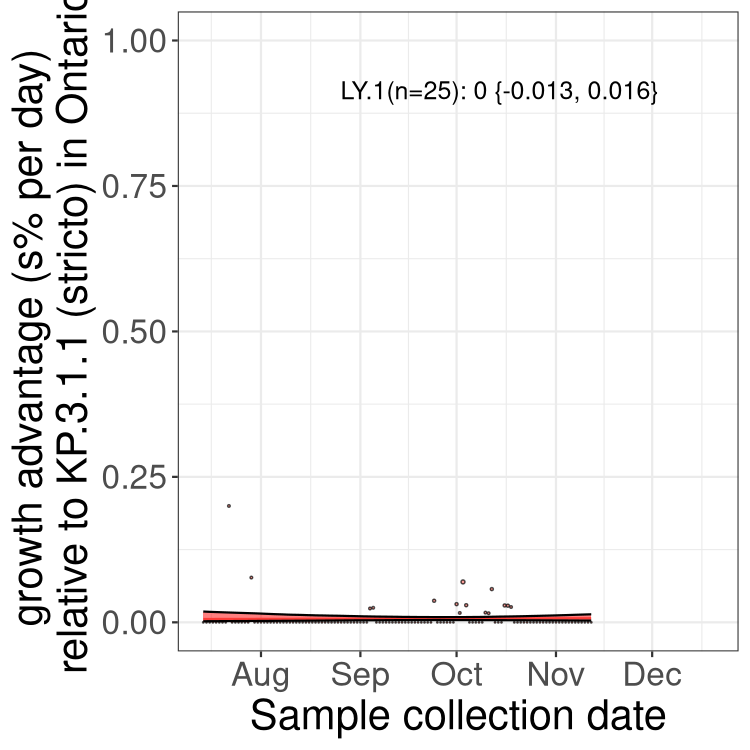 growth advantage (s% per day)
relative to KP.3.1.1 (stricto) in Ontario
1.00
0.75
0.50
0.25
0.00
LY.1(n=25): 0 {-0.013, 0.016}
Aug Sep Oct Nov Dec
Sample collection date